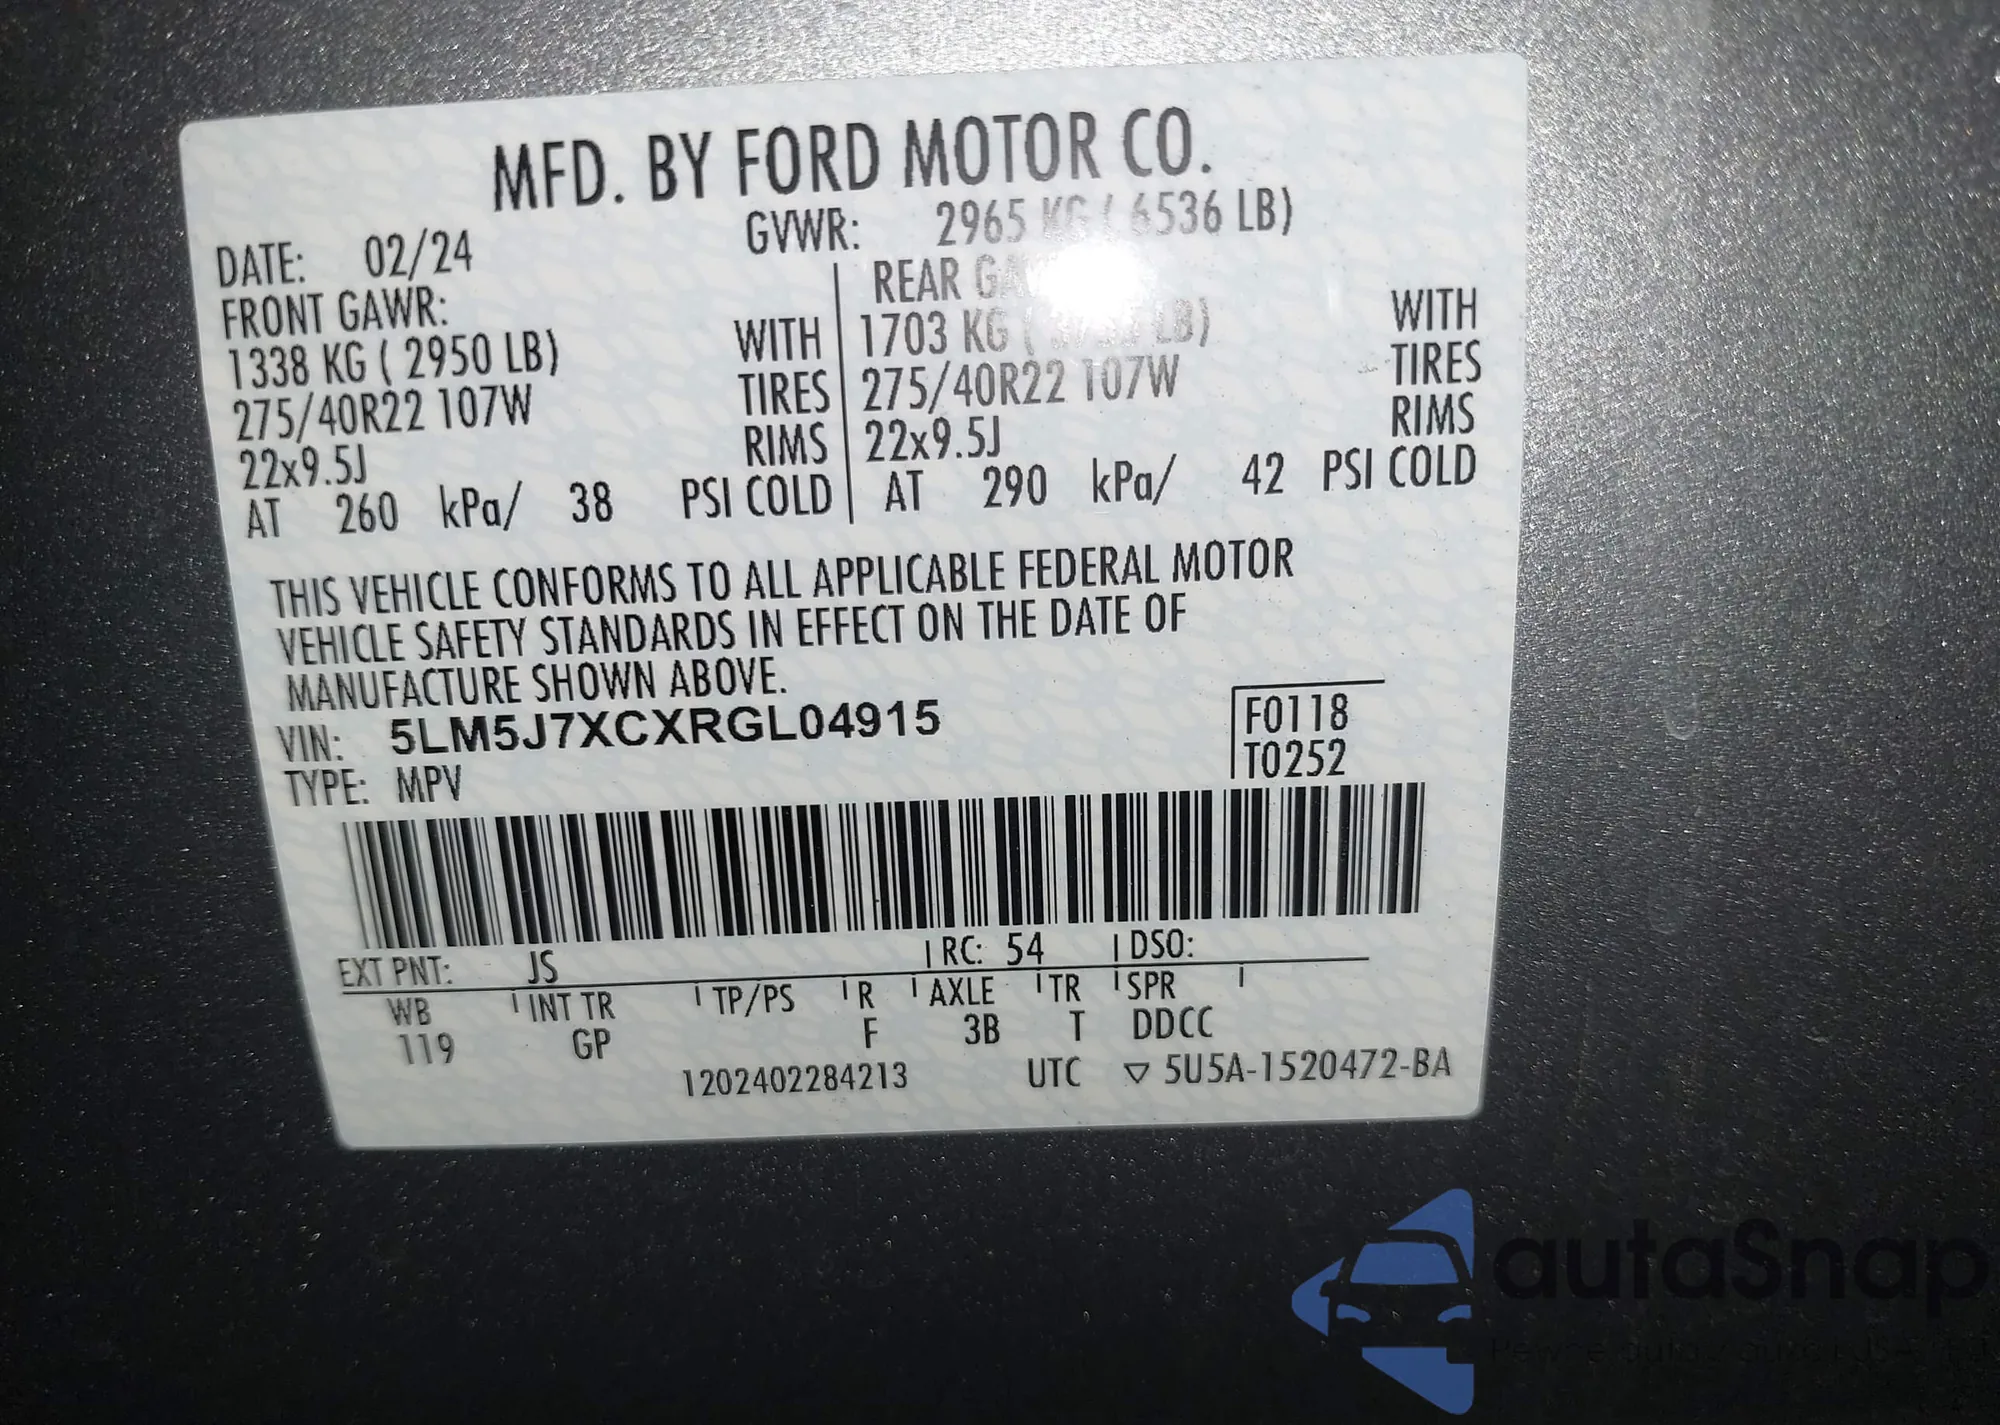 MFD. BY FORD MOTOR CO.
DATE: 02/24 GVWR: 2965 KG ( 6536 LB)
FRONT GAWR: REAR
1338 KG ( 2950 LB) WITH 1703 KG ( LB) WITH
275/40R22 107W TIRES 275/40R22 107W TIRES
22x9.5J RIMS 22x9.5J RIMS
AT 260 kPa/ 38 PSI COLD AT 290 kPa/ 42 PSI COLD
THIS VEHICLE CONFORMS TO ALL APPLICABLE FEDERAL MOTOR
VEHICLE SAFETY STANDARDS IN EFFECT ON THE DATE OF
MANUFACTURE SHOWN ABOVE.
VIN: 5LM5J7XCXRGL04915 F0118
TYPE: MPV T0252
EXT PNT: JS RC: 54 DSO:
WB INT TR TP/PS R AXLE TR SPR
119 GP F 3B T DDCC
1202402284213 UTC ▽ 5U5A-1520472-BA
autaSnap